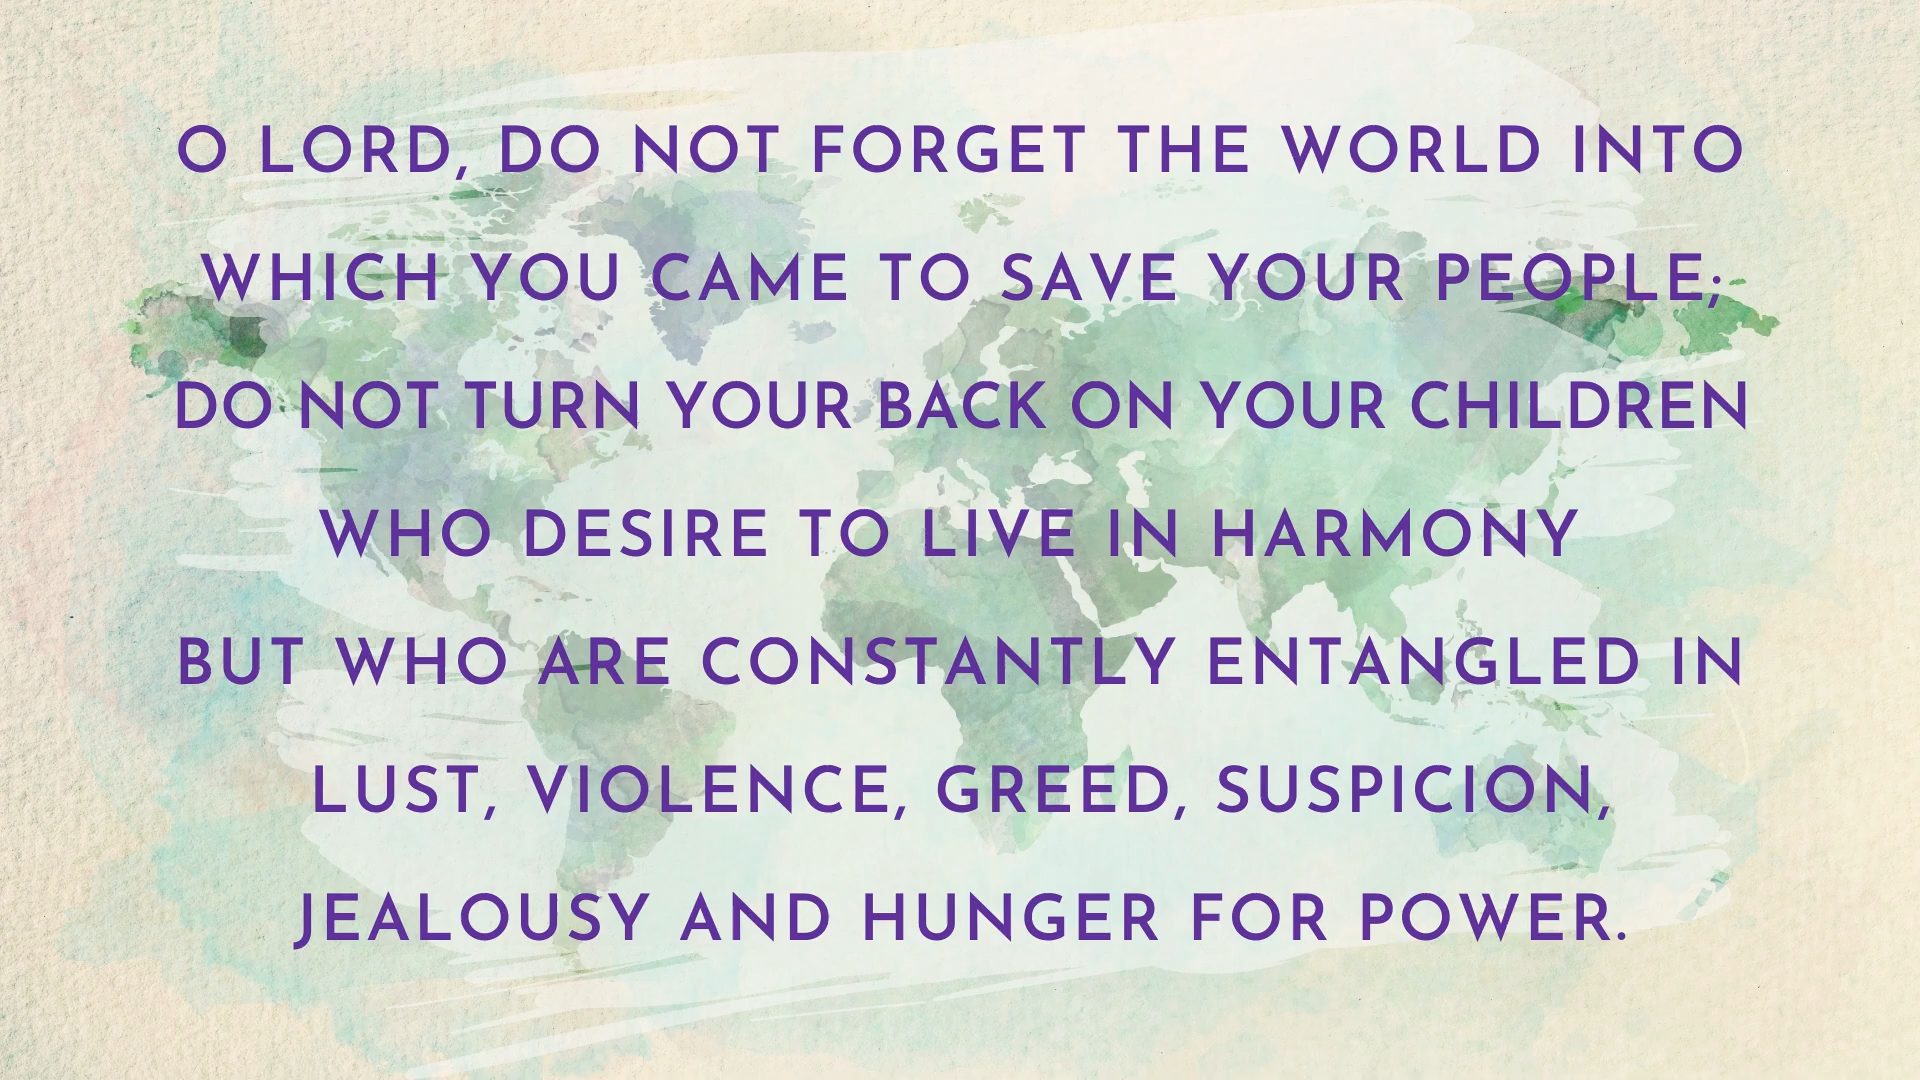 O LORD, DO NOT FORGET THE WORLD INTO
WHICH YOU CAME TO SAVE YOUR PEOPLE;
DO NOT TURN YOUR BACK ON YOUR CHILDREN
WHO DESIRE TO LIVE IN HARMONY
BUT WHO ARE CONSTANTLY ENTANGLED IN
LUST, VIOLENCE, GREED, SUSPICION,
JEALOUSY AND HUNGER FOR POWER.